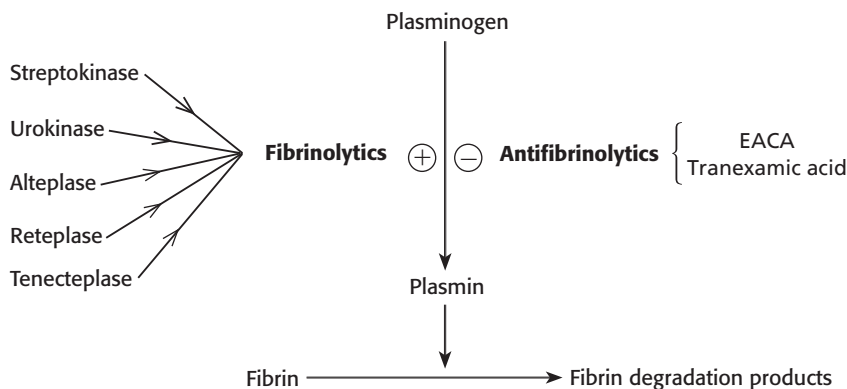 Plasminogen
Streptokinase
Urokinase
Alteplase
Reteplase
Tenecteplase
Fibrinolytics + − Antifibrinolytics
EACA
Tranexamic acid
Plasmin
Fibrin
Fibrin degradation products